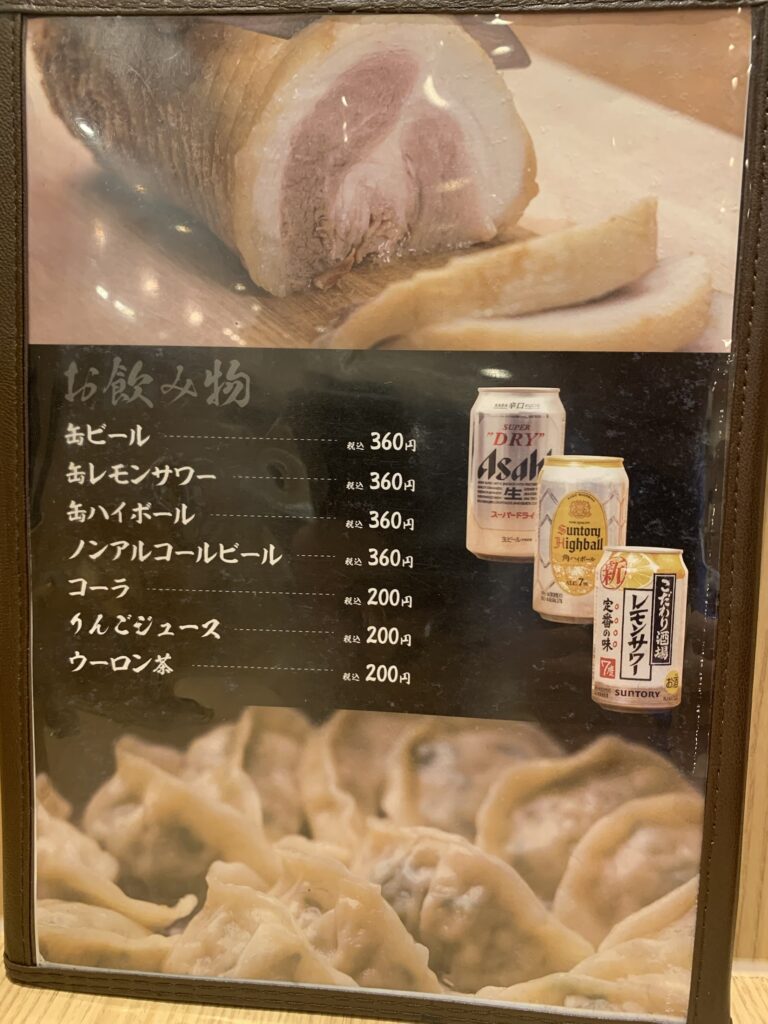 お飲み物
缶ビール 税込 360円
缶レモンサワー 税込 360円
缶ハイボール 税込 360円
ノンアルコールビール 税込 360円
コーラ 税込 200円
りんごジュース 税込 200円
ウーロン茶 税込 200円
辛口
SUPER
"DRY"
Asahi
生
スーパードライ
Suntory
Highball
角ハイボール
新
こだわり酒場
レモンサワー
定番の味
7度
お酒
SUNTORY